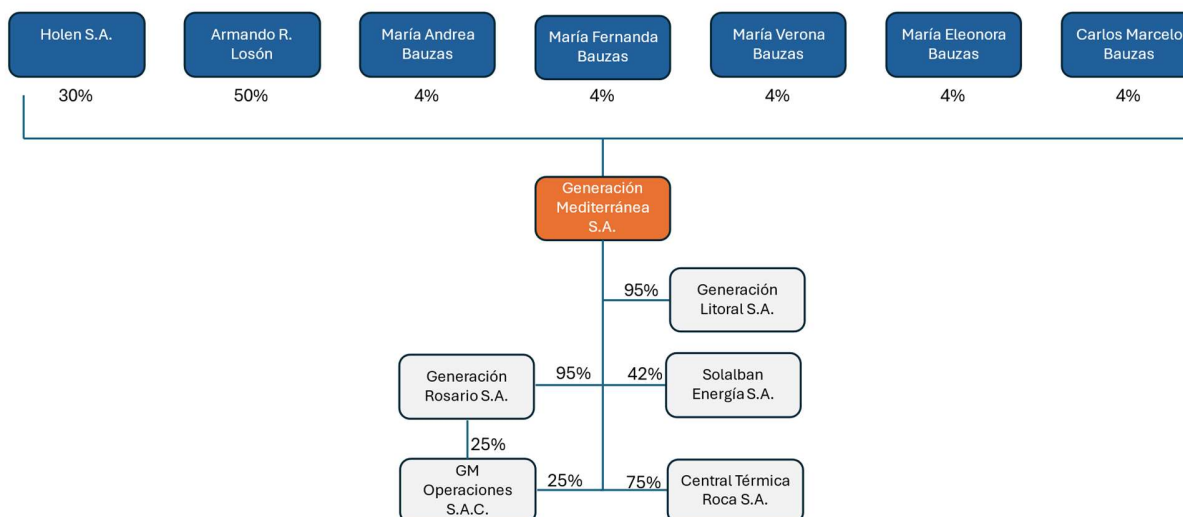 Holen S.A.
Armando R.
Losón
María Andrea
Bauzas
María Fernanda
Bauzas
María Verona
Bauzas
María Eleonora
Bauzas
Carlos Marcelo
Bauzas
30%
50%
4%
4%
4%
4%
4%
Generación
Mediterránea
S.A.
95%
Generación
Litoral S.A.
Generación
Rosario S.A.
95%
42%
Solalban
Energía S.A.
25%
GM
Operaciones
S.A.C.
25%
75%
Central Térmica
Roca S.A.